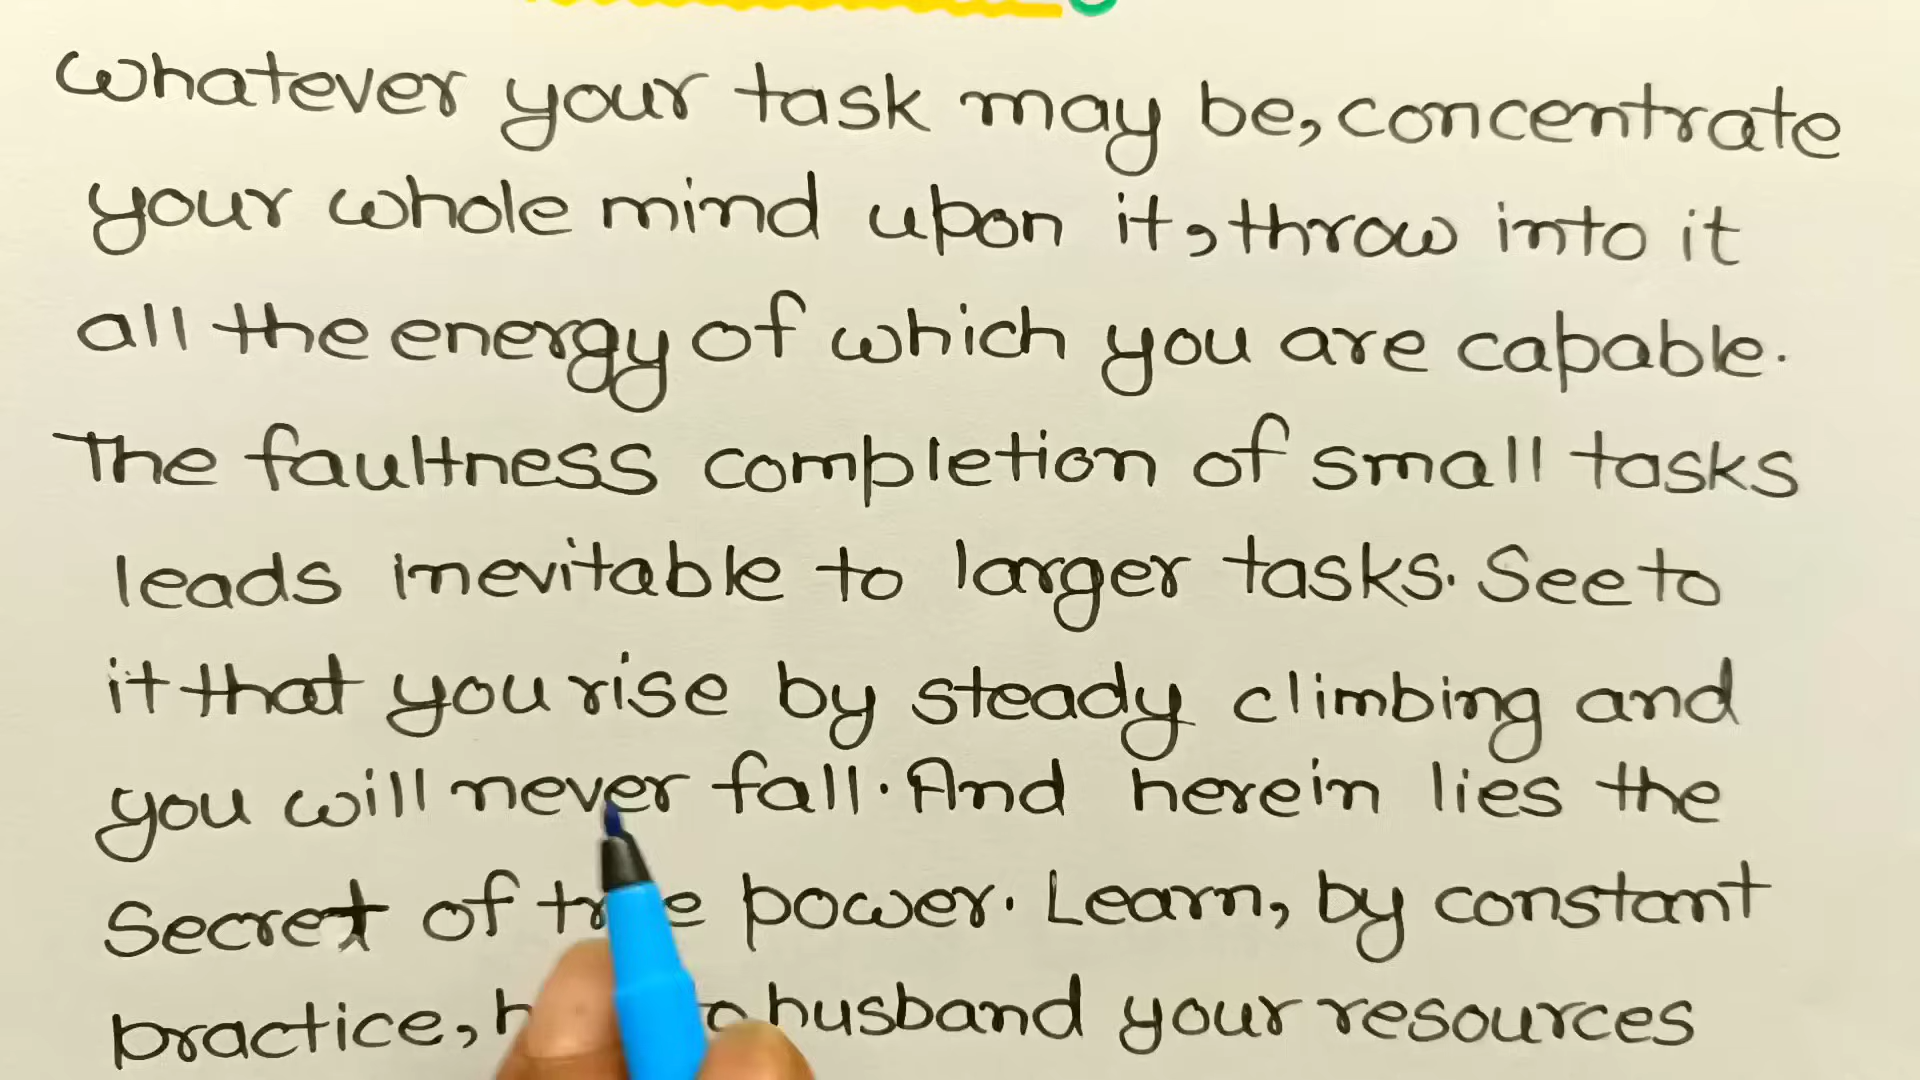 Whatever your task may be, concentrate
your whole mind upon it, throw into it
all the energy of which you are capable.
The faultness completion of small tasks
leads inevitable to larger tasks. See to
it that you rise by steady climbing and
you will never fall. And herein lies the
Secret of power. Learn, by constant
practice, husband your resources